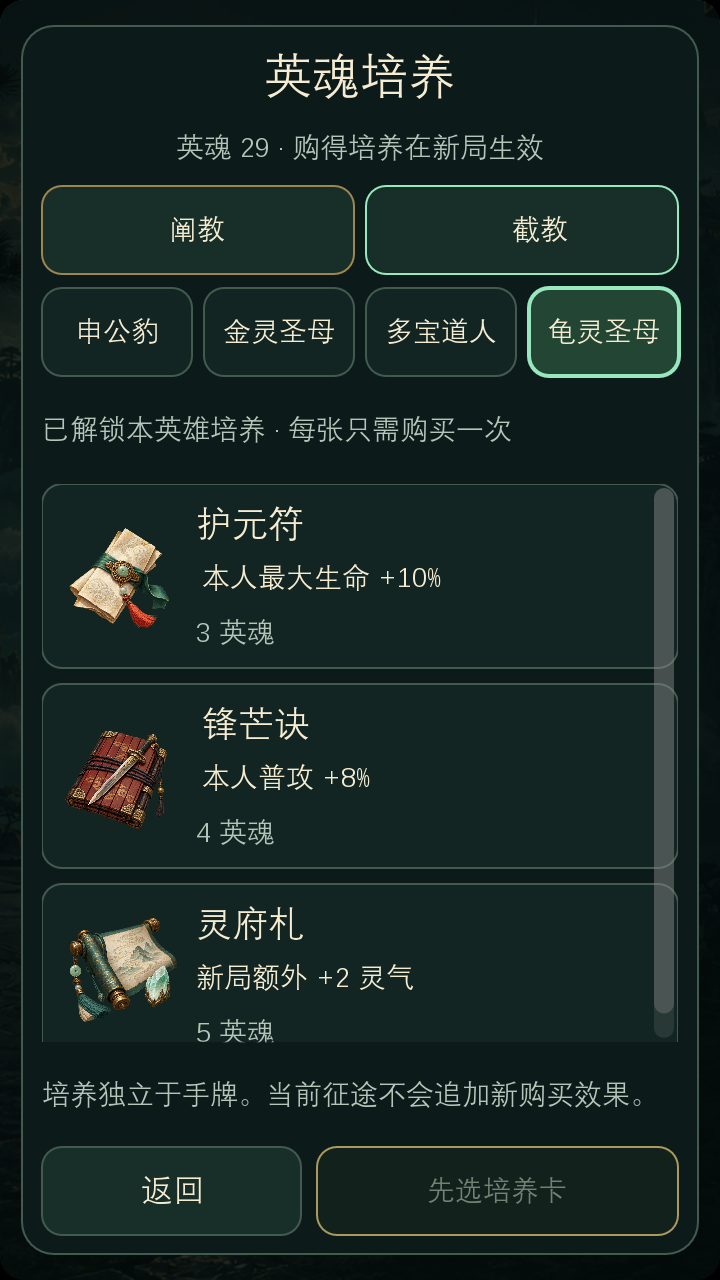 英魂培养
英魂 29 · 购得培养在新局生效
阐教 截教
申公豹 金灵圣母 多宝道人 龟灵圣母
已解锁本英雄培养 · 每张只需购买一次
护元符
本人最大生命 +10%
3 英魂
锋芒诀
本人普攻 +8%
4 英魂
灵府札
新局额外 +2 灵气
5 英魂
培养独立于手牌。当前征途不会追加新购买效果。
返回 先选培养卡